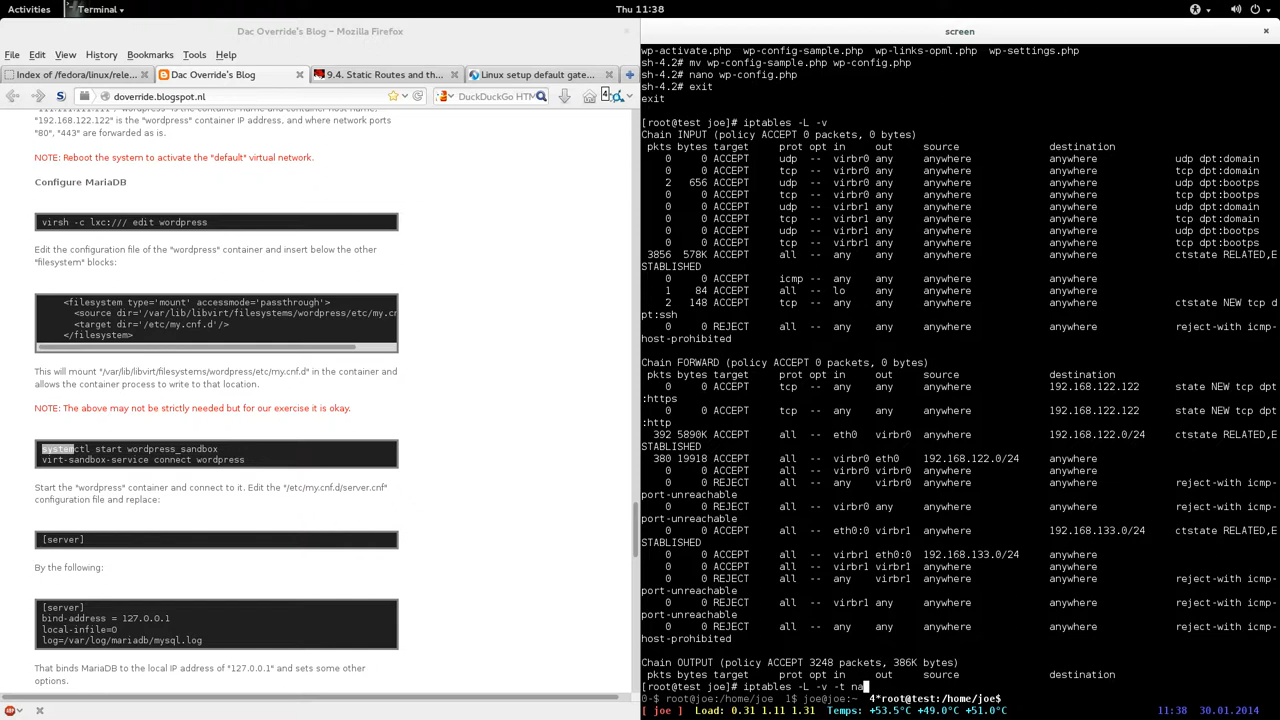 Activities Terminal Thu 11:38
Dac Override's Blog – Mozilla Firefox
File Edit View History Bookmarks Tools Help
Index of /fedora/linux/rele... Dac Override's Blog 9.4. Static Routes and th... Linux setup default gate...
doverride.blogspot.nl DuckDuckGo HTM
"192.168.122.122" is the "wordpress" container IP address, and where network ports
"80", "443" are forwarded as is.
NOTE: Reboot the system to activate the "default" virtual network.
Configure MariaDB
virsh -c lxc:/// edit wordpress
Edit the configuration file of the "wordpress" container and insert below the other
"filesystem" blocks:
<filesystem type='mount' accessmode='passthrough'>
<source dir='/var/lib/libvirt/filesystems/wordpress/etc/my.cn
<target dir='/etc/my.cnf.d'/>
</filesystem>
This will mount "/var/lib/libvirt/filesystems/wordpress/etc/my.cnf.d" in the container and
allows the container process to write to that location.
NOTE: The above may not be strictly needed but for our exercise it is okay.
systemctl start wordpress_sandbox
virt-sandbox-service connect wordpress
Start the "wordpress" container and connect to it. Edit the "/etc/my.cnf.d/server.cnf"
configuration file and replace:
[server]
By the following:
[server]
bind-address = 127.0.0.1
local-infile=0
log=/var/log/mariadb/mysql.log
That binds MariaDB to the local IP address of "127.0.0.1" and sets some other
options.
screen
wp-activate.php wp-config-sample.php wp-links-opml.php wp-settings.php
sh-4.2# mv wp-config-sample.php wp-config.php
sh-4.2# nano wp-config.php
sh-4.2# exit
exit
[root@test joe]# iptables -L -v
Chain INPUT (policy ACCEPT 0 packets, 0 bytes)
pkts bytes target prot opt in out source destination
0 0 ACCEPT udp -- virbr0 any anywhere anywhere udp dpt:domain
0 0 ACCEPT tcp -- virbr0 any anywhere anywhere tcp dpt:domain
2 656 ACCEPT udp -- virbr0 any anywhere anywhere udp dpt:bootps
0 0 ACCEPT tcp -- virbr0 any anywhere anywhere tcp dpt:bootps
0 0 ACCEPT udp -- virbr1 any anywhere anywhere udp dpt:domain
0 0 ACCEPT tcp -- virbr1 any anywhere anywhere tcp dpt:domain
0 0 ACCEPT udp -- virbr1 any anywhere anywhere udp dpt:bootps
0 0 ACCEPT tcp -- virbr1 any anywhere anywhere tcp dpt:bootps
3856 578K ACCEPT all -- any any anywhere anywhere ctstate RELATED,E
STABLISHED
0 0 ACCEPT icmp -- any any anywhere anywhere
1 84 ACCEPT all -- lo any anywhere anywhere
2 148 ACCEPT tcp -- any any anywhere anywhere ctstate NEW tcp d
pt:ssh
0 0 REJECT all -- any any anywhere anywhere reject-with icmp-
host-prohibited
Chain FORWARD (policy ACCEPT 0 packets, 0 bytes)
pkts bytes target prot opt in out source destination
0 0 ACCEPT tcp -- any any anywhere 192.168.122.122 state NEW tcp dpt
:https
0 0 ACCEPT tcp -- any any anywhere 192.168.122.122 state NEW tcp dpt
:http
392 5890K ACCEPT all -- eth0 virbr0 anywhere 192.168.122.0/24 ctstate RELATED,E
STABLISHED
380 19918 ACCEPT all -- virbr0 eth0 192.168.122.0/24 anywhere
0 0 ACCEPT all -- virbr0 virbr0 anywhere anywhere
0 0 REJECT all -- any virbr0 anywhere anywhere reject-with icmp-
port-unreachable
0 0 REJECT all -- virbr0 any anywhere anywhere reject-with icmp-
port-unreachable
0 0 ACCEPT all -- eth0:0 virbr1 anywhere 192.168.133.0/24 ctstate RELATED,E
STABLISHED
0 0 ACCEPT all -- virbr1 eth0:0 192.168.133.0/24 anywhere
0 0 ACCEPT all -- virbr1 virbr1 anywhere anywhere
0 0 REJECT all -- any virbr1 anywhere anywhere reject-with icmp-
port-unreachable
0 0 REJECT all -- virbr1 any anywhere anywhere reject-with icmp-
port-unreachable
0 0 REJECT all -- any any anywhere anywhere reject-with icmp-
host-prohibited
Chain OUTPUT (policy ACCEPT 3248 packets, 386K bytes)
pkts bytes target prot opt in out source destination
[root@test joe]# iptables -L -v -t na
0-$ root@joe:/home/joe 1$ joe@joe:~ 4*root@test:/home/joe$
[ joe ] Load: 0.31 1.11 1.31 Temps: +53.5°C +49.0°C +51.0°C 11:38 30.01.2014